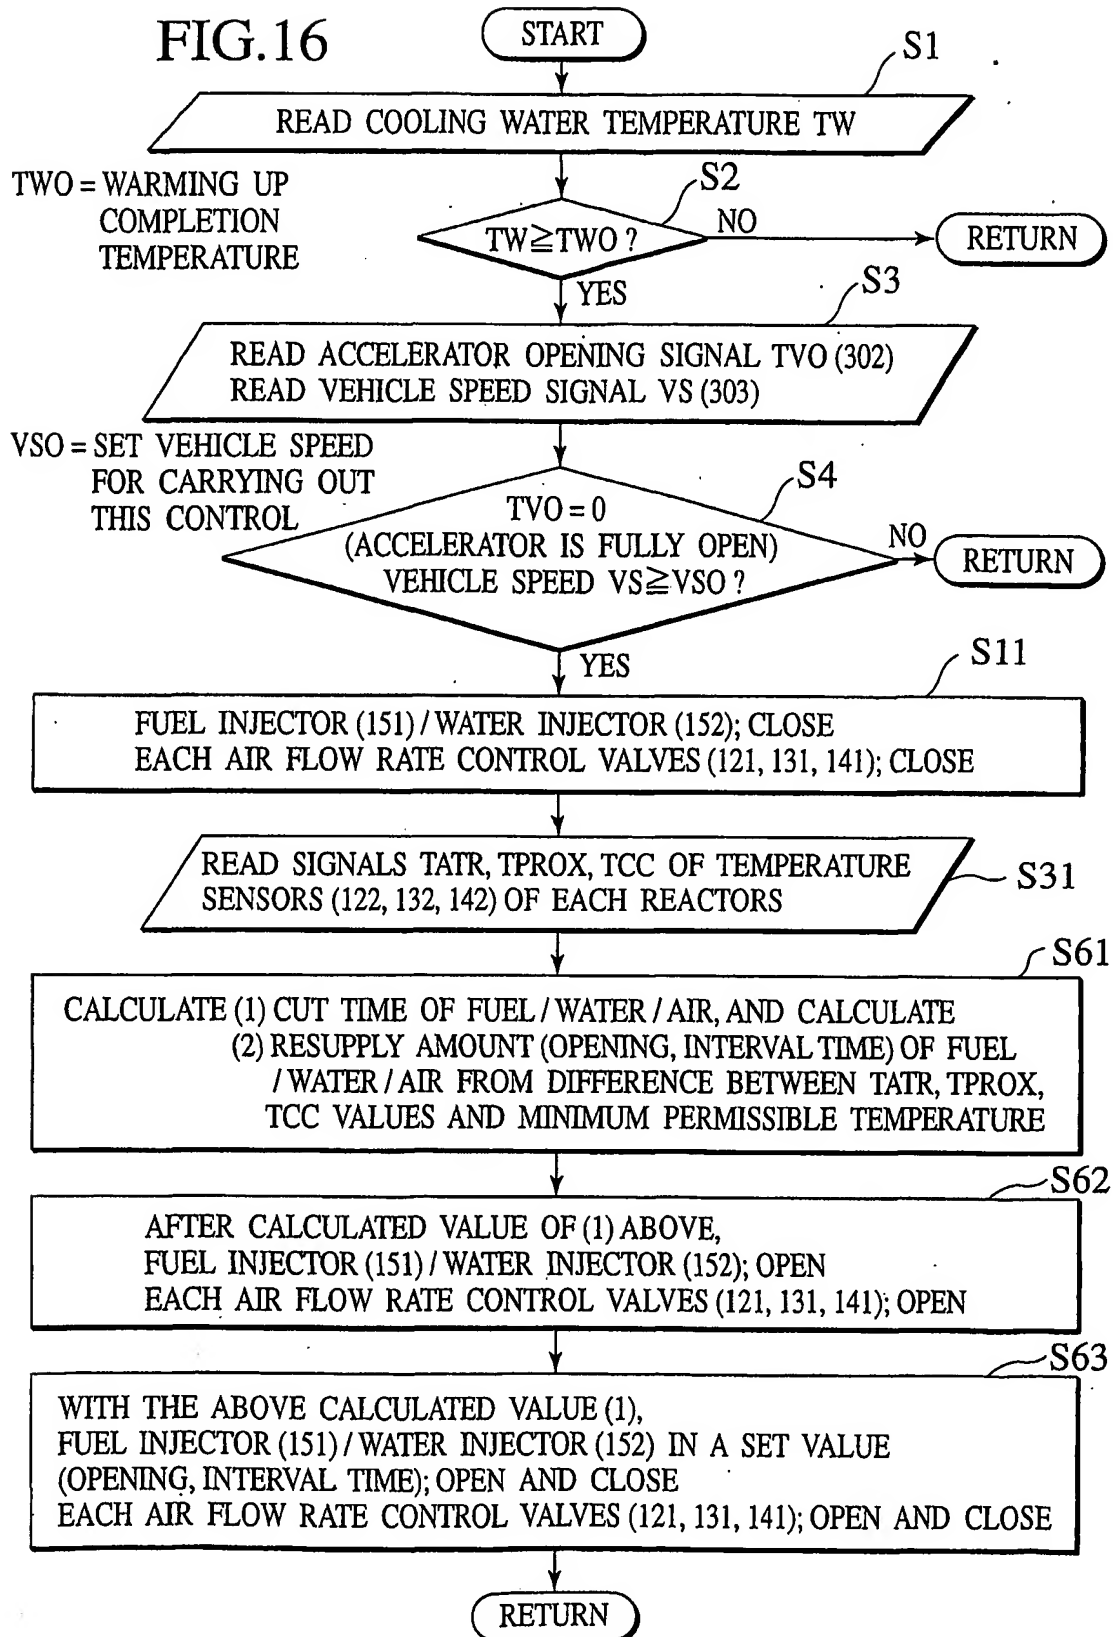 FIG.16
START
S1
READ COOLING WATER TEMPERATURE TW
TWO = WARMING UP
COMPLETION
TEMPERATURE
S2
TW≧TWO ?
NO
RETURN
YES
S3
READ ACCELERATOR OPENING SIGNAL TVO (302)
READ VEHICLE SPEED SIGNAL VS (303)
VSO = SET VEHICLE SPEED
FOR CARRYING OUT
THIS CONTROL
S4
TVO = 0
(ACCELERATOR IS FULLY OPEN)
VEHICLE SPEED VS≧VSO ?
NO
RETURN
YES
S11
FUEL INJECTOR (151) / WATER INJECTOR (152); CLOSE
EACH AIR FLOW RATE CONTROL VALVES (121, 131, 141); CLOSE
READ SIGNALS TATR, TPROX, TCC OF TEMPERATURE
SENSORS (122, 132, 142) OF EACH REACTORS
S31
S61
CALCULATE (1) CUT TIME OF FUEL / WATER / AIR, AND CALCULATE
(2) RESUPPLY AMOUNT (OPENING, INTERVAL TIME) OF FUEL
/ WATER / AIR FROM DIFFERENCE BETWEEN TATR, TPROX,
TCC VALUES AND MINIMUM PERMISSIBLE TEMPERATURE
S62
AFTER CALCULATED VALUE OF (1) ABOVE,
FUEL INJECTOR (151) / WATER INJECTOR (152); OPEN
EACH AIR FLOW RATE CONTROL VALVES (121, 131, 141); OPEN
S63
WITH THE ABOVE CALCULATED VALUE (1),
FUEL INJECTOR (151) / WATER INJECTOR (152) IN A SET VALUE
(OPENING, INTERVAL TIME); OPEN AND CLOSE
EACH AIR FLOW RATE CONTROL VALVES (121, 131, 141); OPEN AND CLOSE
RETURN